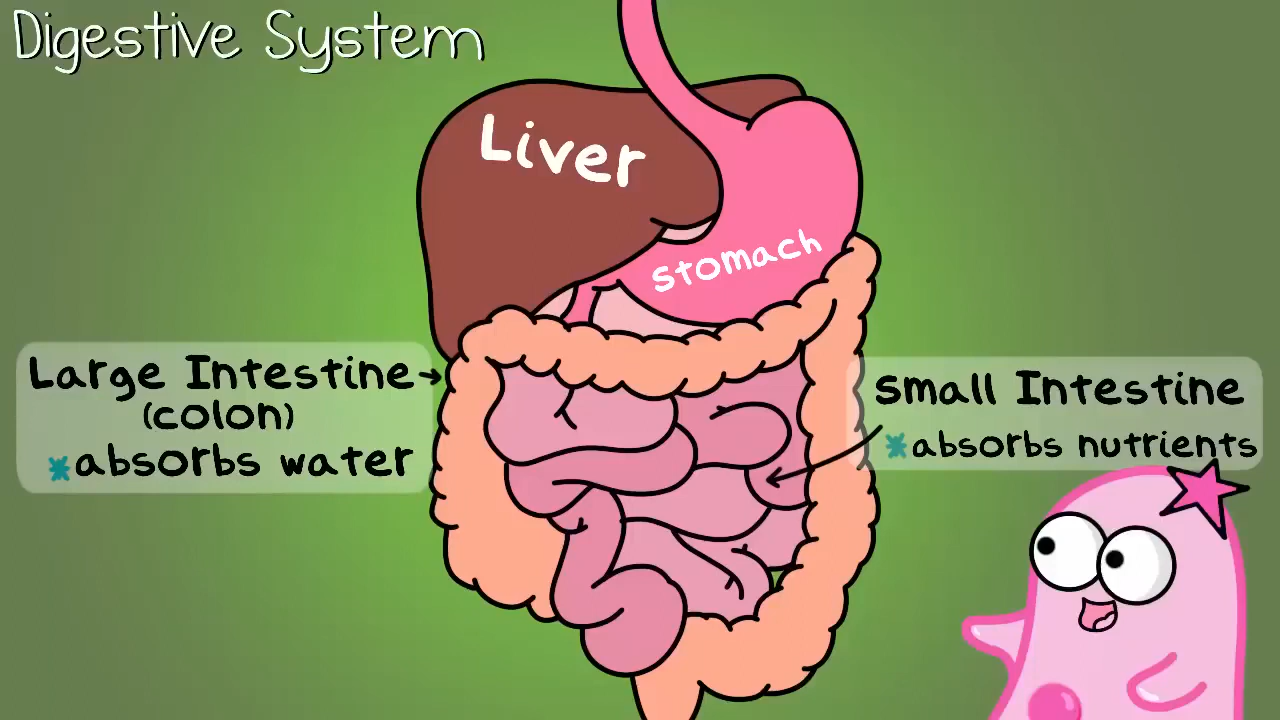 Digestive System
Liver
stomach
Large Intestine
(colon)
*absorbs water
small Intestine
*absorbs nutrients